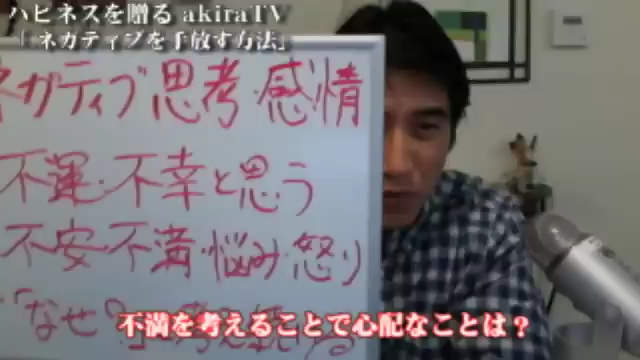 ハピネスを贈る akiraTV
「ネガティブを手放す方法」
ネガティブ思考・感情
不運・不幸と思う
不安・不満・悩み・怒り
「なぜ?」
不満を考えることで心配なことは？